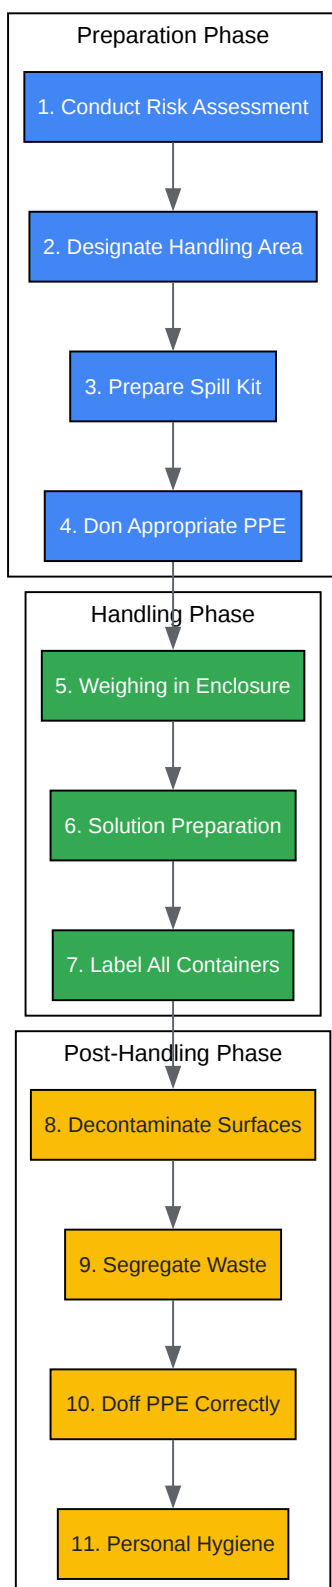 Preparation Phase
1. Conduct Risk Assessment
2. Designate Handling Area
3. Prepare Spill Kit
4. Don Appropriate PPE
Handling Phase
5. Weighing in Enclosure
6. Solution Preparation
7. Label All Containers
Post-Handling Phase
8. Decontaminate Surfaces
9. Segregate Waste
10. Doff PPE Correctly
11. Personal Hygiene